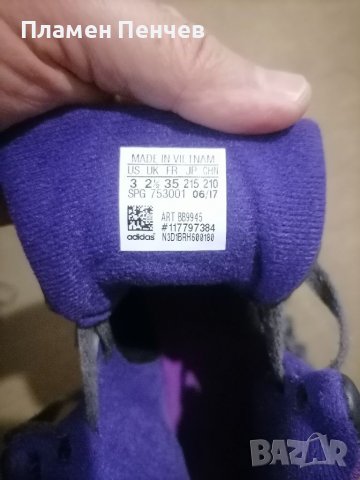 Пламен Пенчев
MADE IN VIETNAM
US UK FR JP CHN
3 2½ 35 215 210
SPG 753001 06/17
ART BB9945
#117797384
adidas N3D1BRH600180
BAZAR